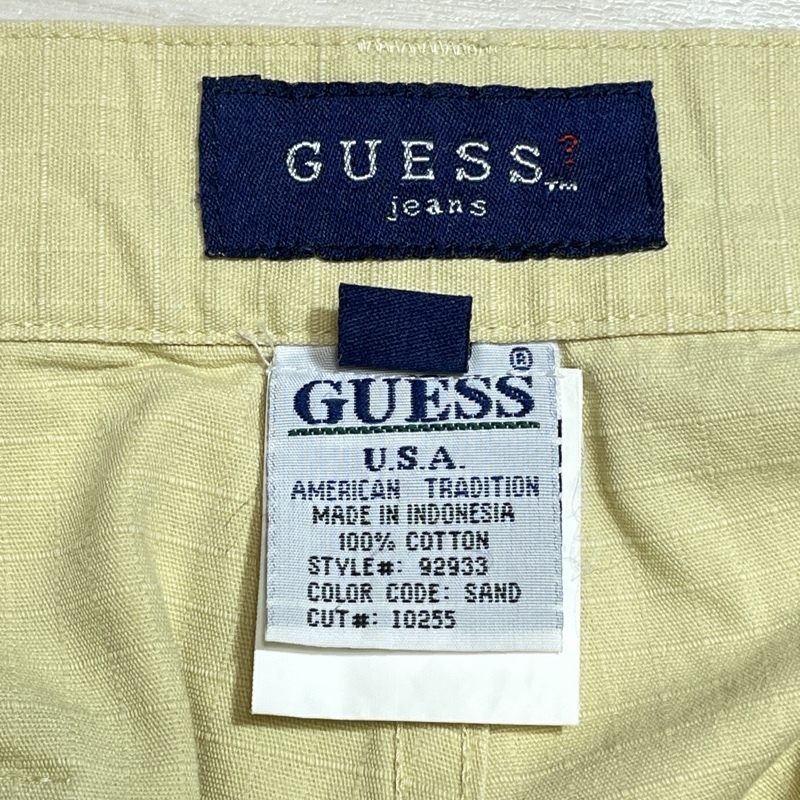 GUESS?™
jeans
GUESS®
U.S.A.
AMERICAN TRADITION
MADE IN INDONESIA
100% COTTON
STYLE#: 92933
COLOR CODE: SAND
CUT#: 10255